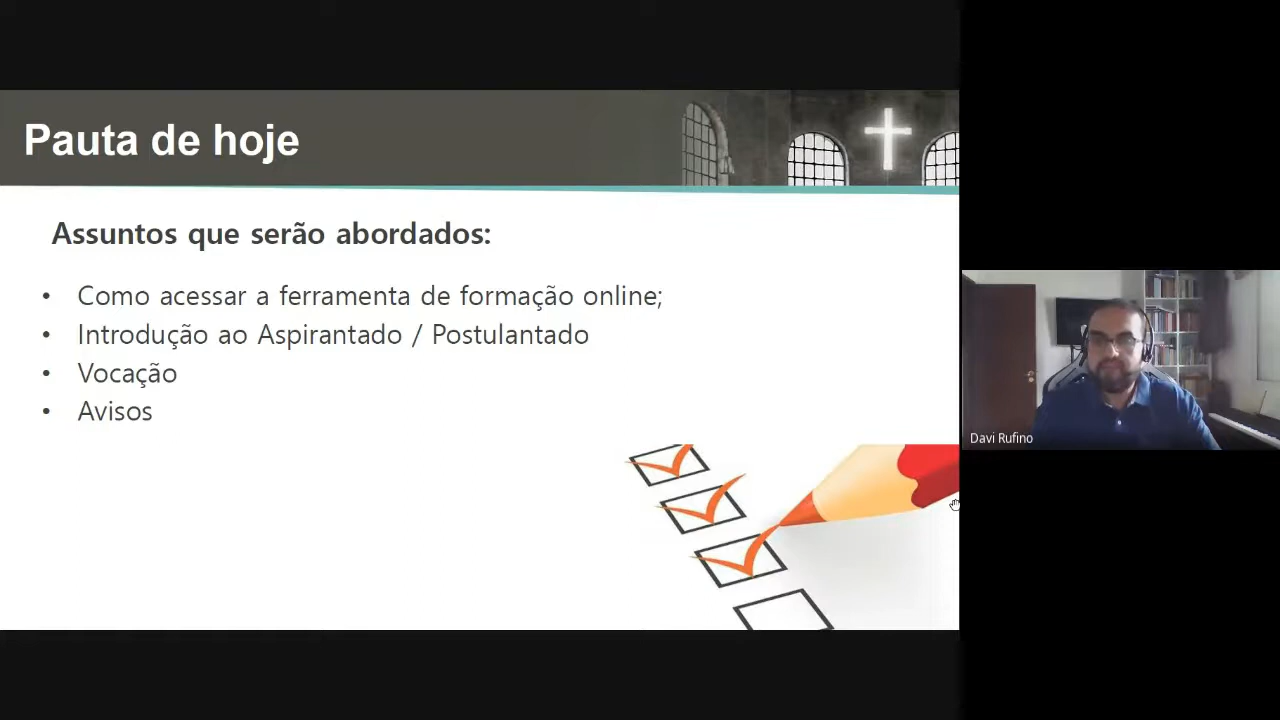 Pauta de hoje
Assuntos que serão abordados:
• Como acessar a ferramenta de formação online;
• Introdução ao Aspirantado / Postulantado
• Vocação
• Avisos
Davi Rufino